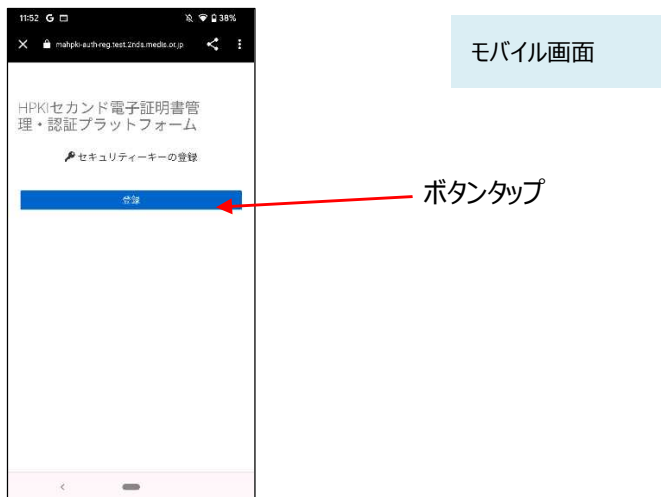 11:52 G 38%
mahpki-auth-reg.test.2nds.medis.or.jp
モバイル画面
HPKIセカンド電子証明書管
理・認証プラットフォーム
セキュリティーキーの登録
登録
ボタンタップ